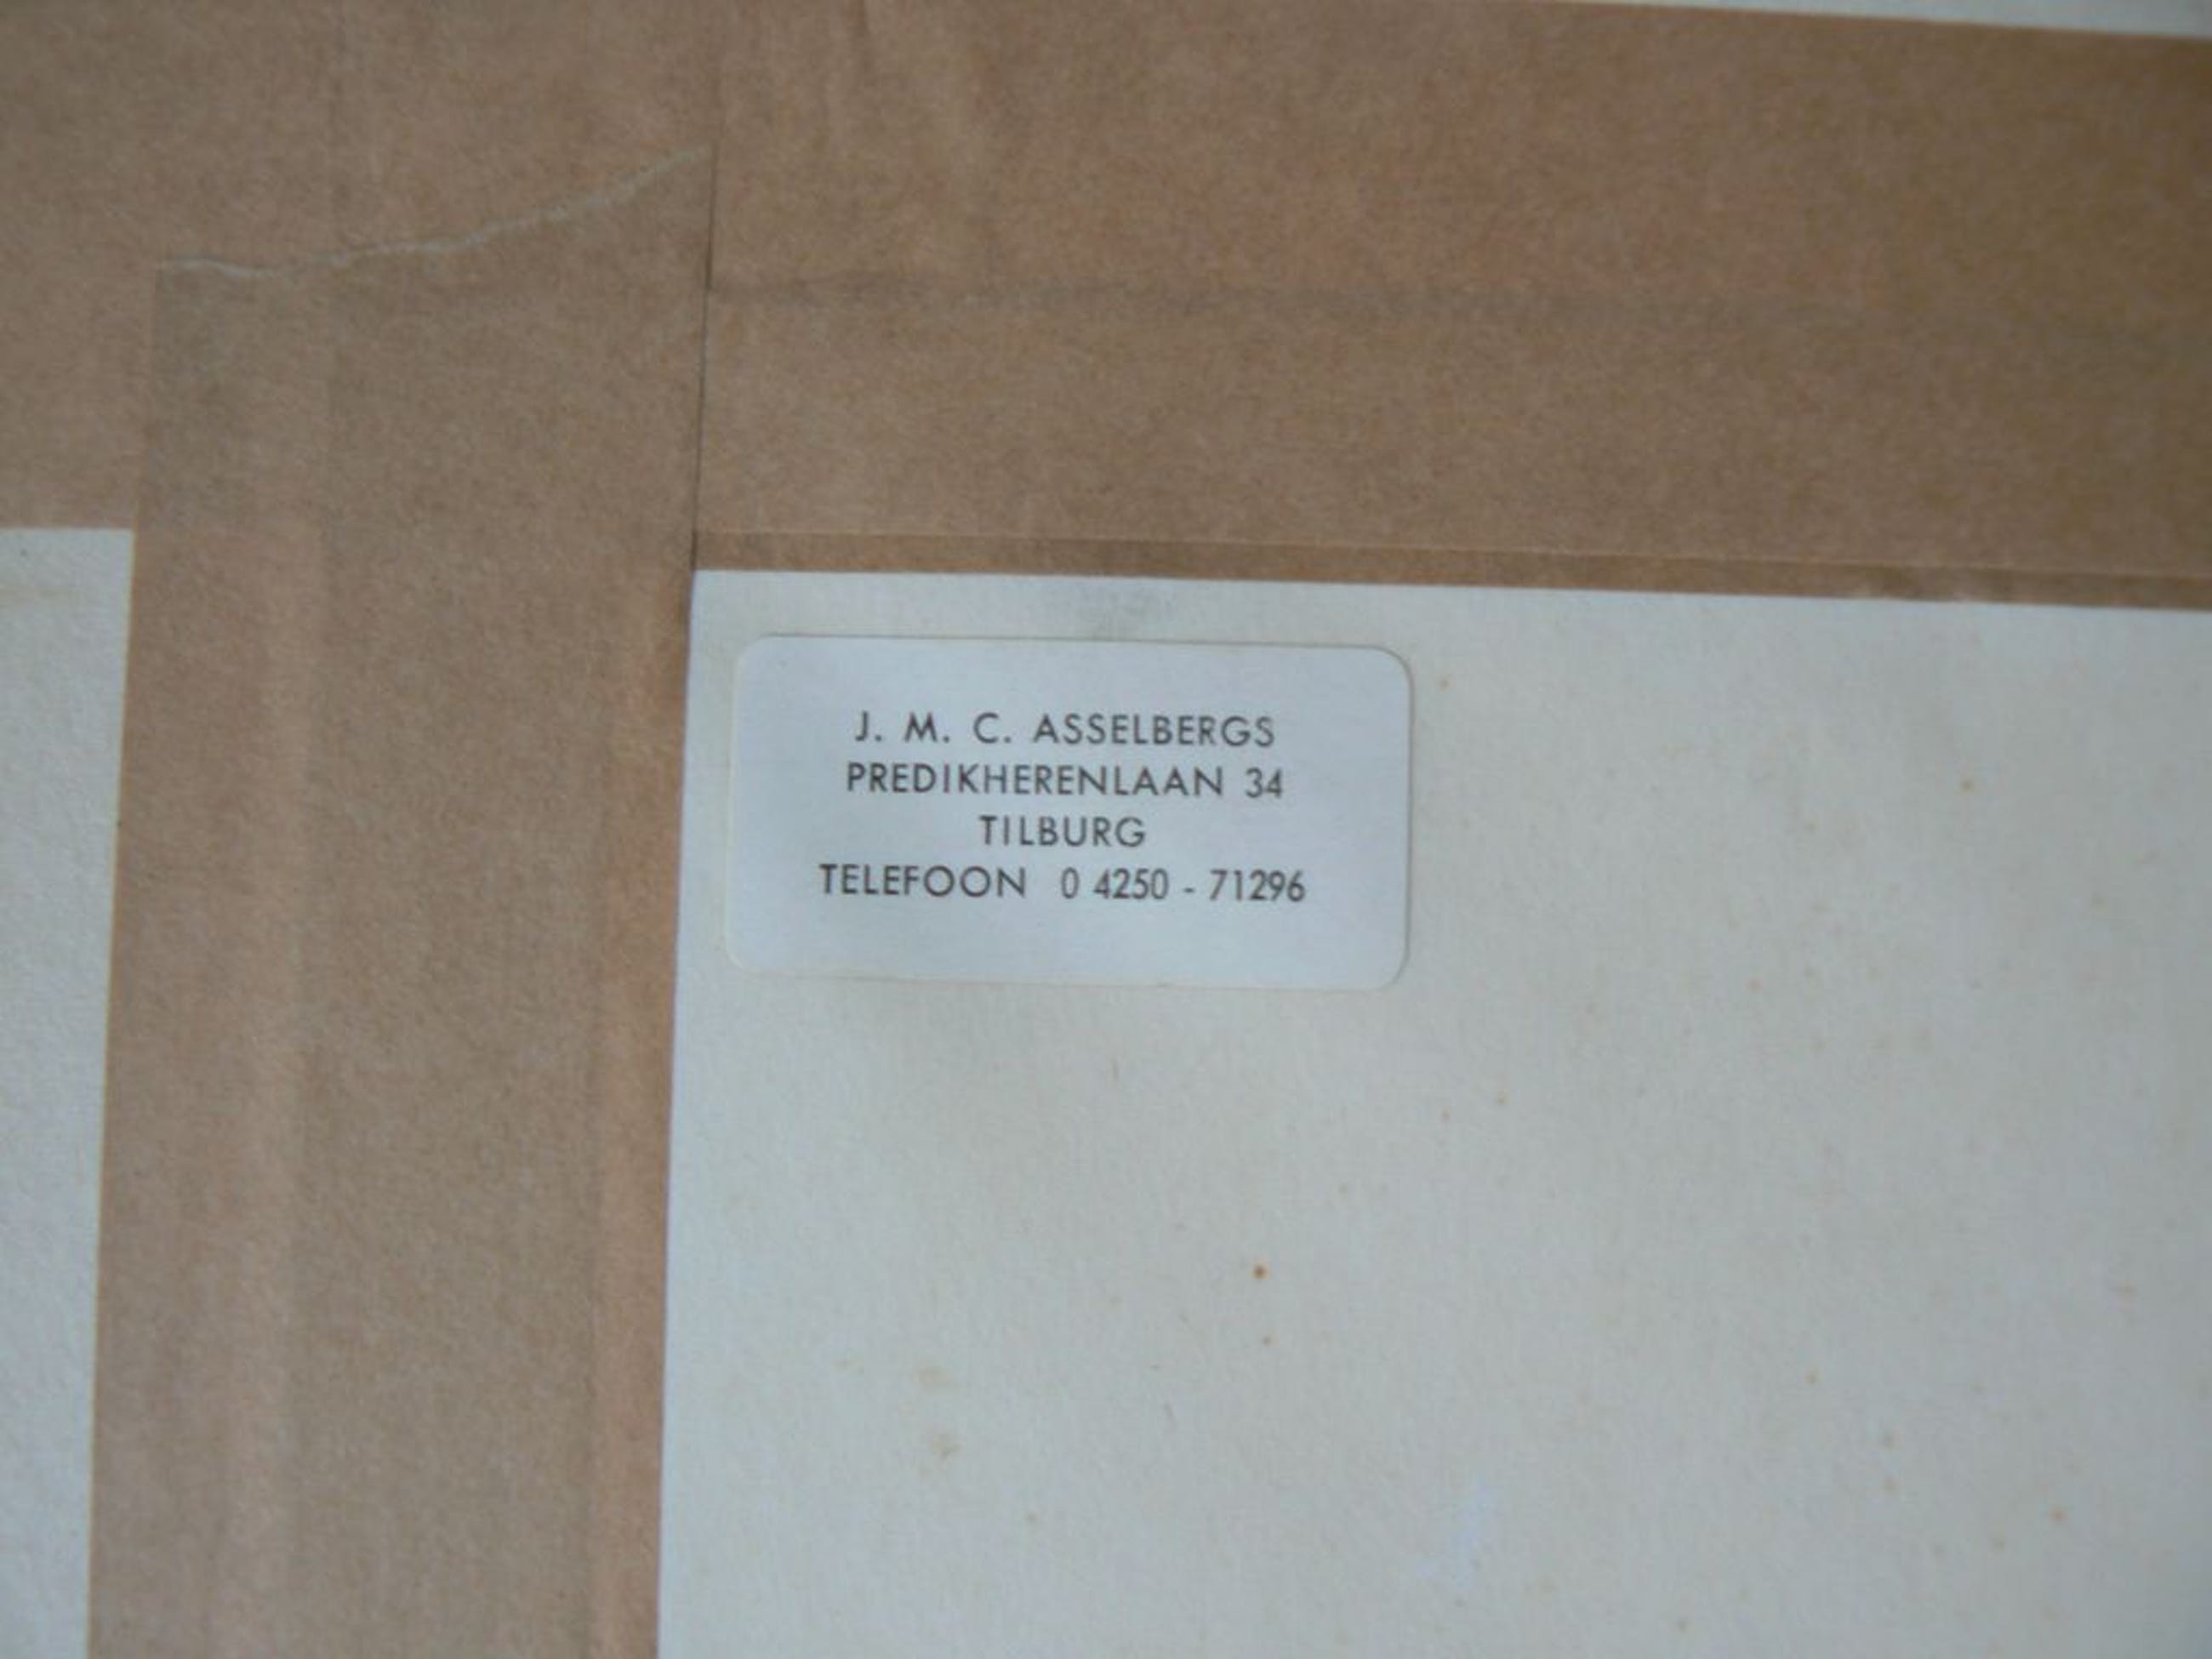 J. M. C. ASSELBERGS
PREDIKHERENLAAN 34
TILBURG
TELEFOON 0 4250 - 71296